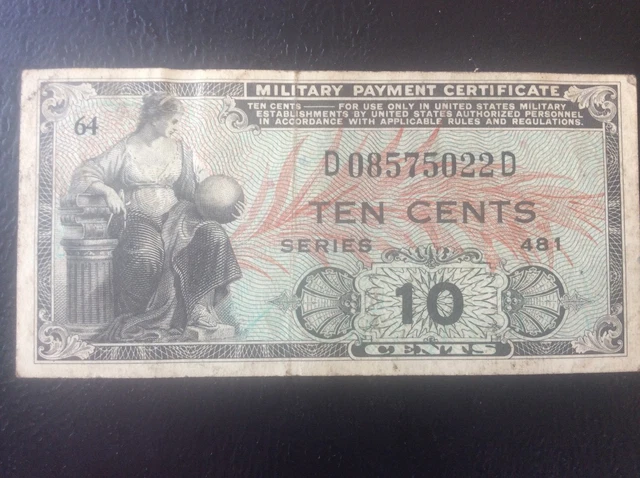 MILITARY PAYMENT CERTIFICATE
TEN CENTS — FOR USE ONLY IN UNITED STATES MILITARY
ESTABLISHMENTS BY UNITED STATES AUTHORIZED PERSONNEL
IN ACCORDANCE WITH APPLICABLE RULES AND REGULATIONS.
64
D08575022D
TEN CENTS
SERIES 481
10
CENTS